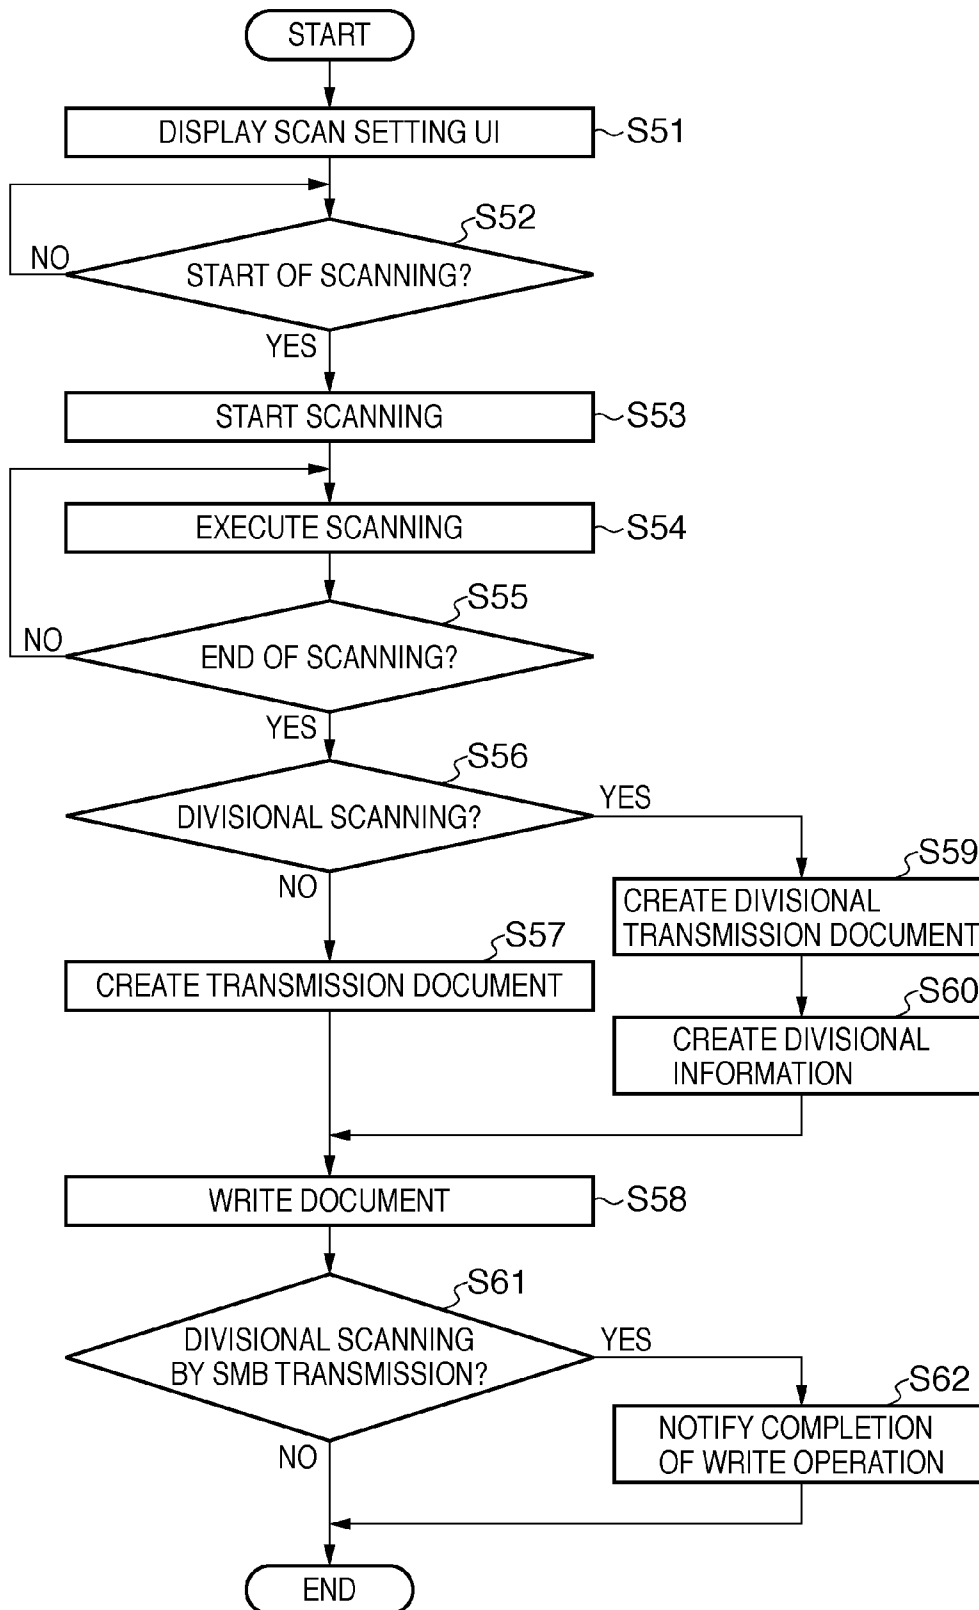 START
DISPLAY SCAN SETTING UI
S51
S52
NO
START OF SCANNING?
YES
START SCANNING
S53
EXECUTE SCANNING
S54
S55
NO
END OF SCANNING?
YES
S56
DIVISIONAL SCANNING?
YES
NO
S59
CREATE DIVISIONAL
TRANSMISSION DOCUMENT
S57
CREATE TRANSMISSION DOCUMENT
S60
CREATE DIVISIONAL
INFORMATION
WRITE DOCUMENT
S58
S61
DIVISIONAL SCANNING
BY SMB TRANSMISSION?
YES
NO
S62
NOTIFY COMPLETION
OF WRITE OPERATION
END